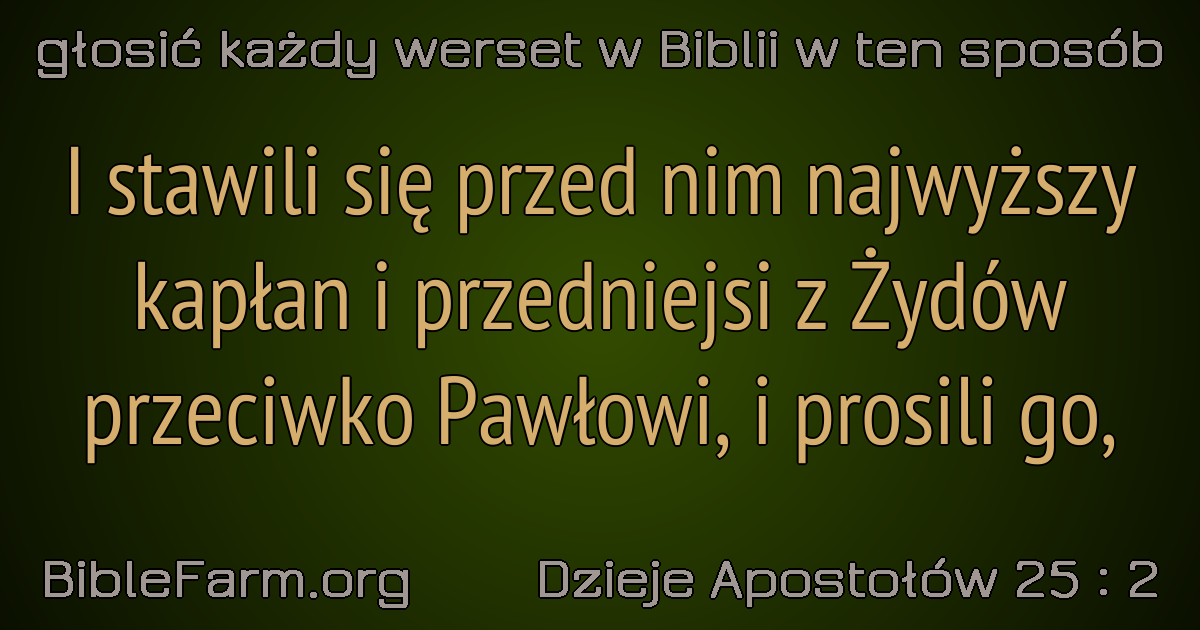 głosić każdy werset w Biblii w ten sposób
I stawili się przed nim najwyższy
kapłan i przedniejsi z Żydów
przeciwko Pawłowi, i prosili go,
BibleFarm.org
Dzieje Apostołów 25 : 2